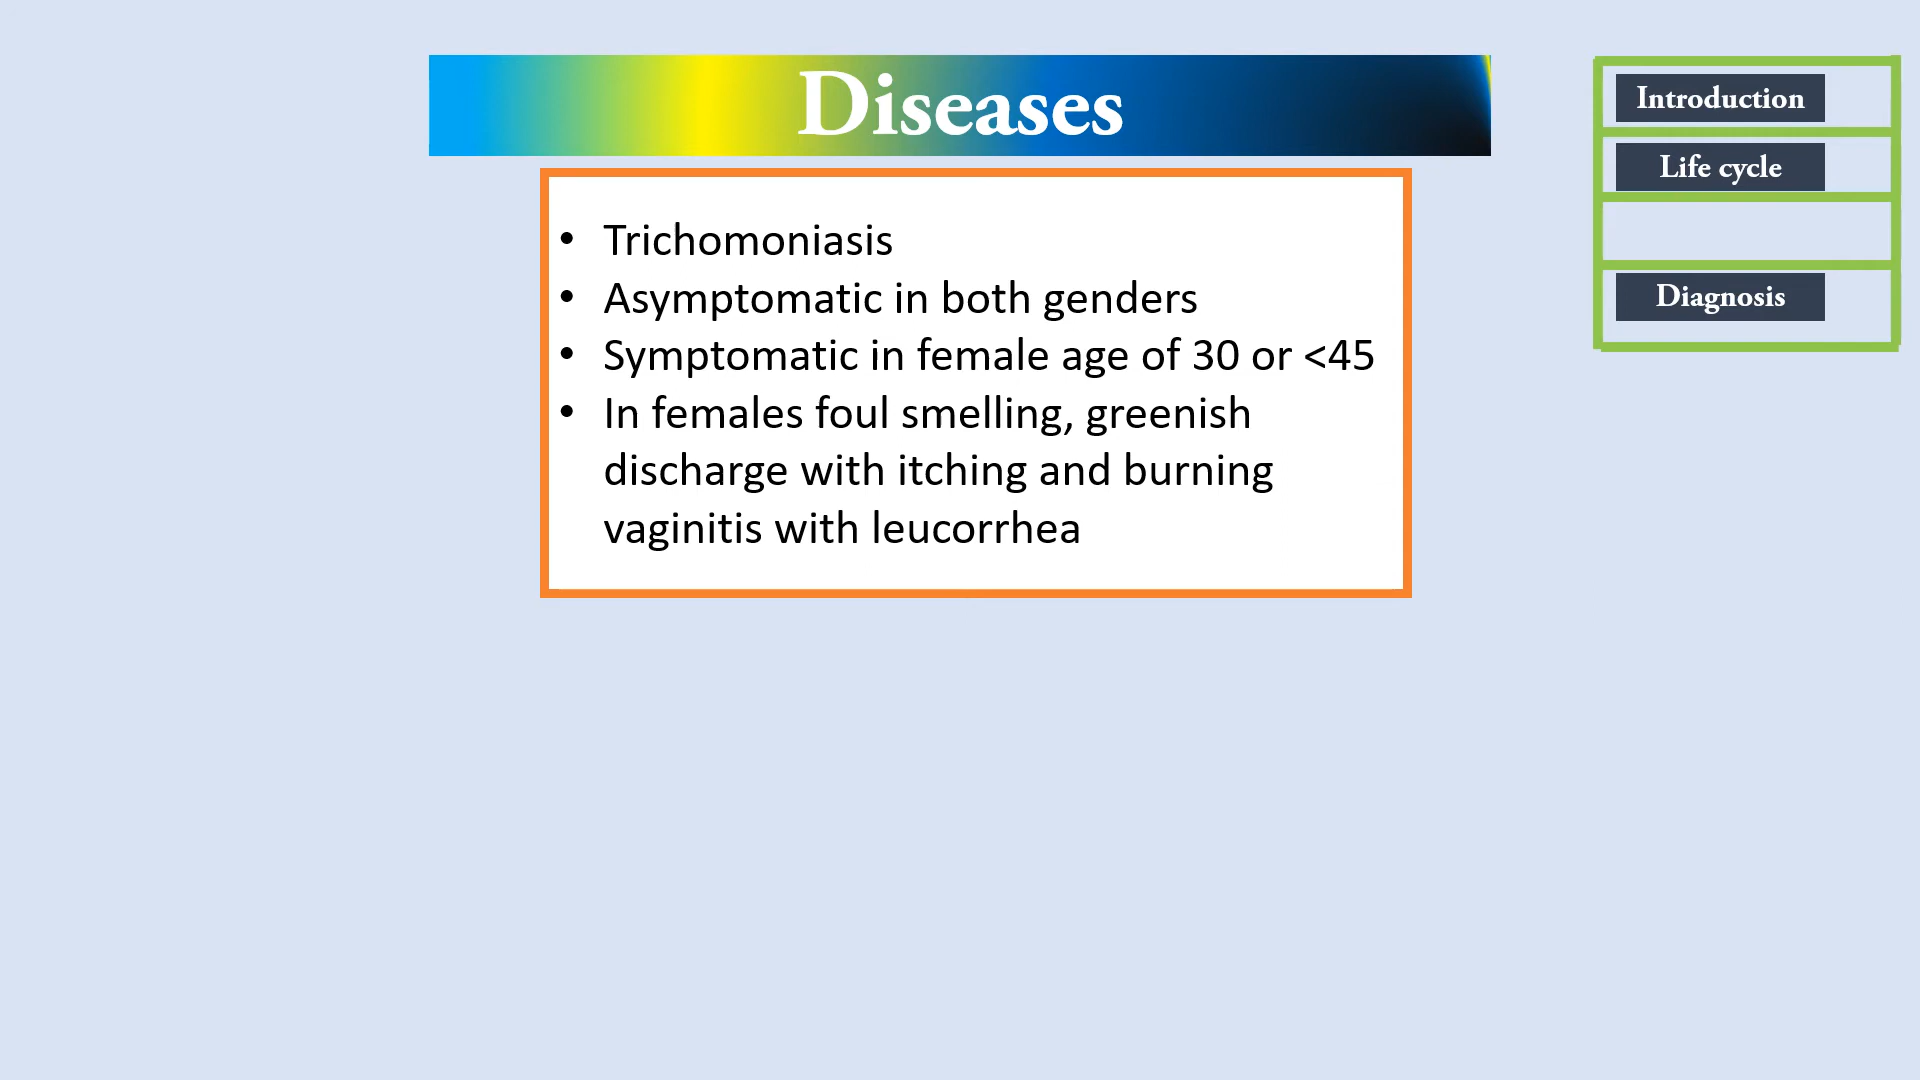 Diseases
• Trichomoniasis
• Asymptomatic in both genders
• Symptomatic in female age of 30 or <45
• In females foul smelling, greenish
discharge with itching and burning
vaginitis with leucorrhea
Introduction
Life cycle
Diagnosis